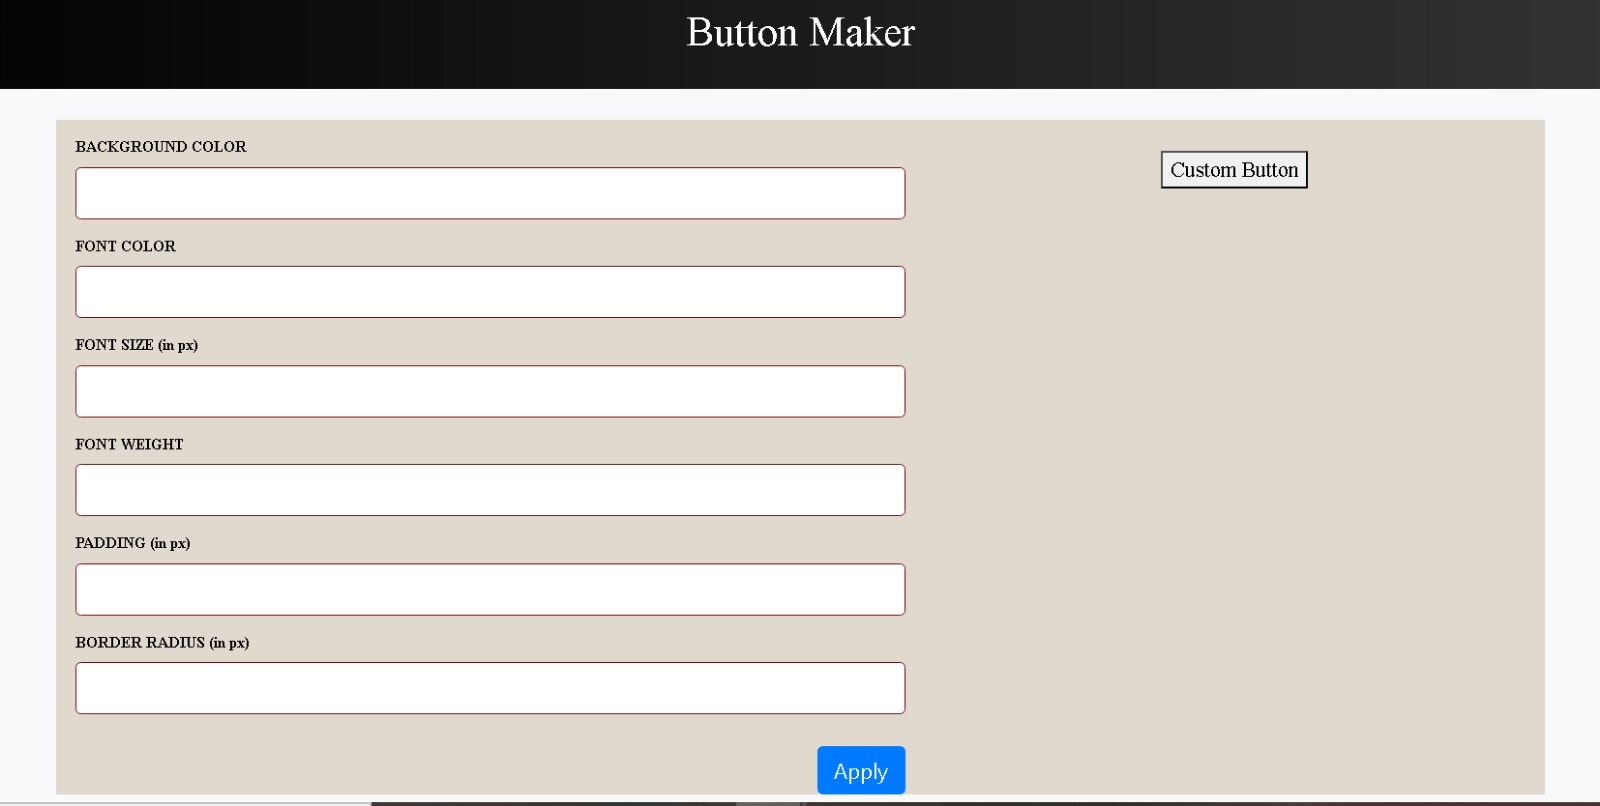 Button Maker
BACKGROUND COLOR
Custom Button
FONT COLOR
FONT SIZE (in px)
FONT WEIGHT
PADDING (in px)
BORDER RADIUS (in px)
Apply